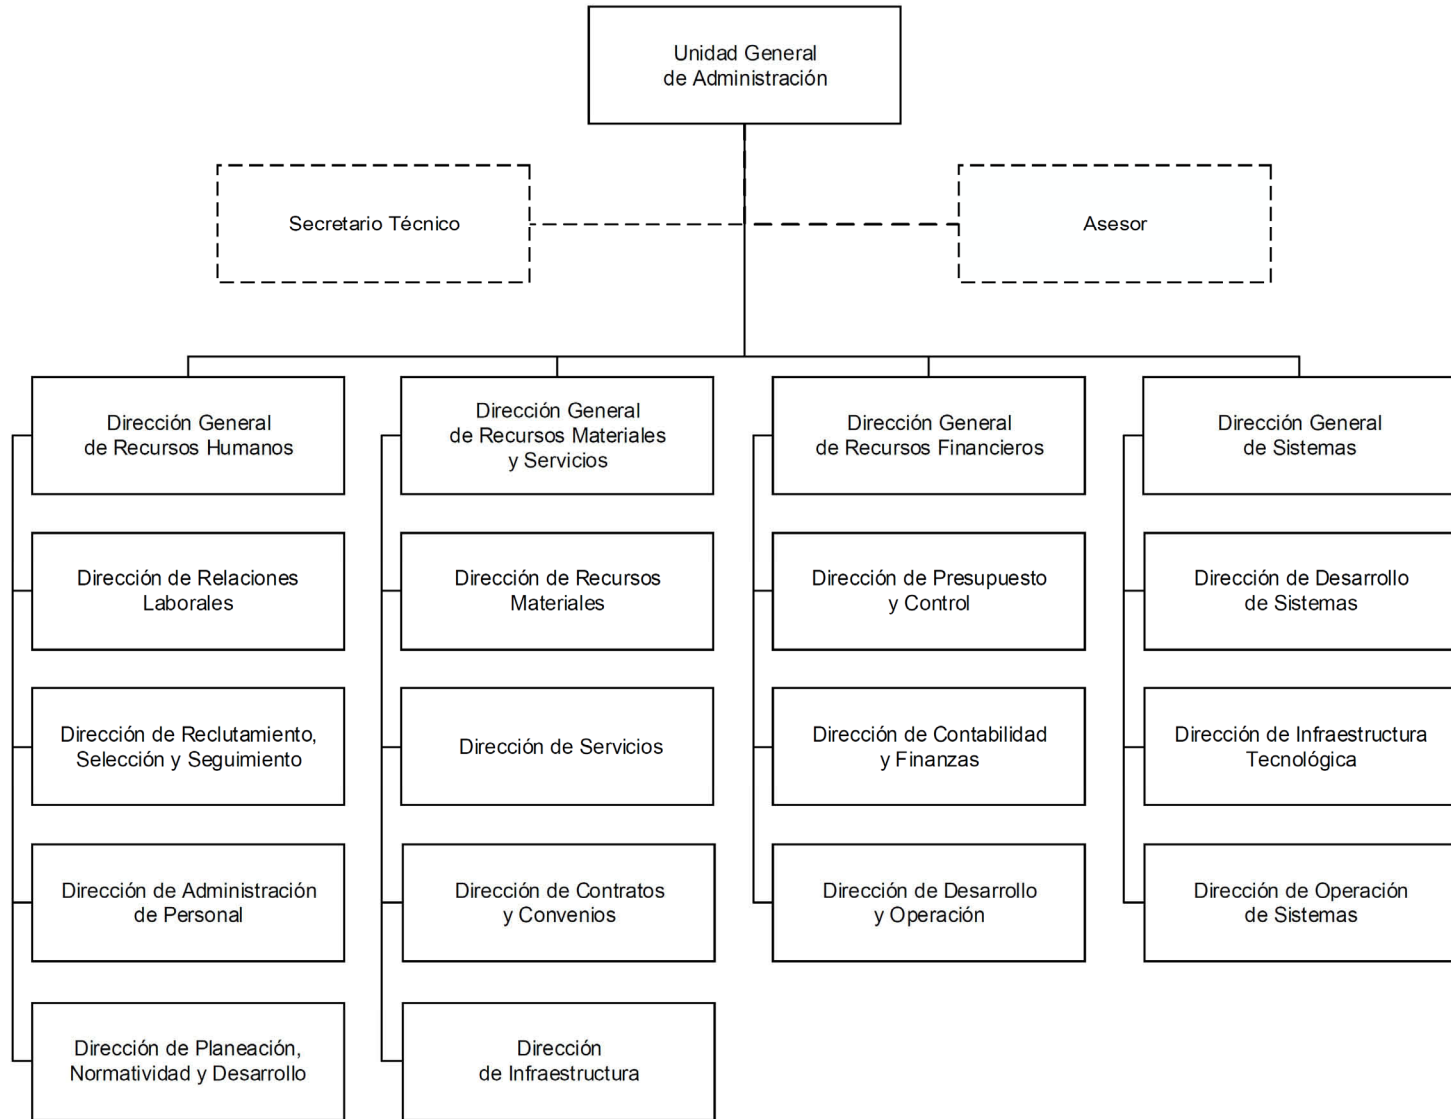 Unidad General
de Administración
Secretario Técnico
Asesor
Dirección General
de Recursos Humanos
Dirección General
de Recursos Materiales
y Servicios
Dirección General
de Recursos Financieros
Dirección General
de Sistemas
Dirección de Relaciones
Laborales
Dirección de Recursos
Materiales
Dirección de Presupuesto
y Control
Dirección de Desarrollo
de Sistemas
Dirección de Reclutamiento,
Selección y Seguimiento
Dirección de Servicios
Dirección de Contabilidad
y Finanzas
Dirección de Infraestructura
Tecnológica
Dirección de Administración
de Personal
Dirección de Contratos
y Convenios
Dirección de Desarrollo
y Operación
Dirección de Operación
de Sistemas
Dirección de Planeación,
Normatividad y Desarrollo
Dirección
de Infraestructura